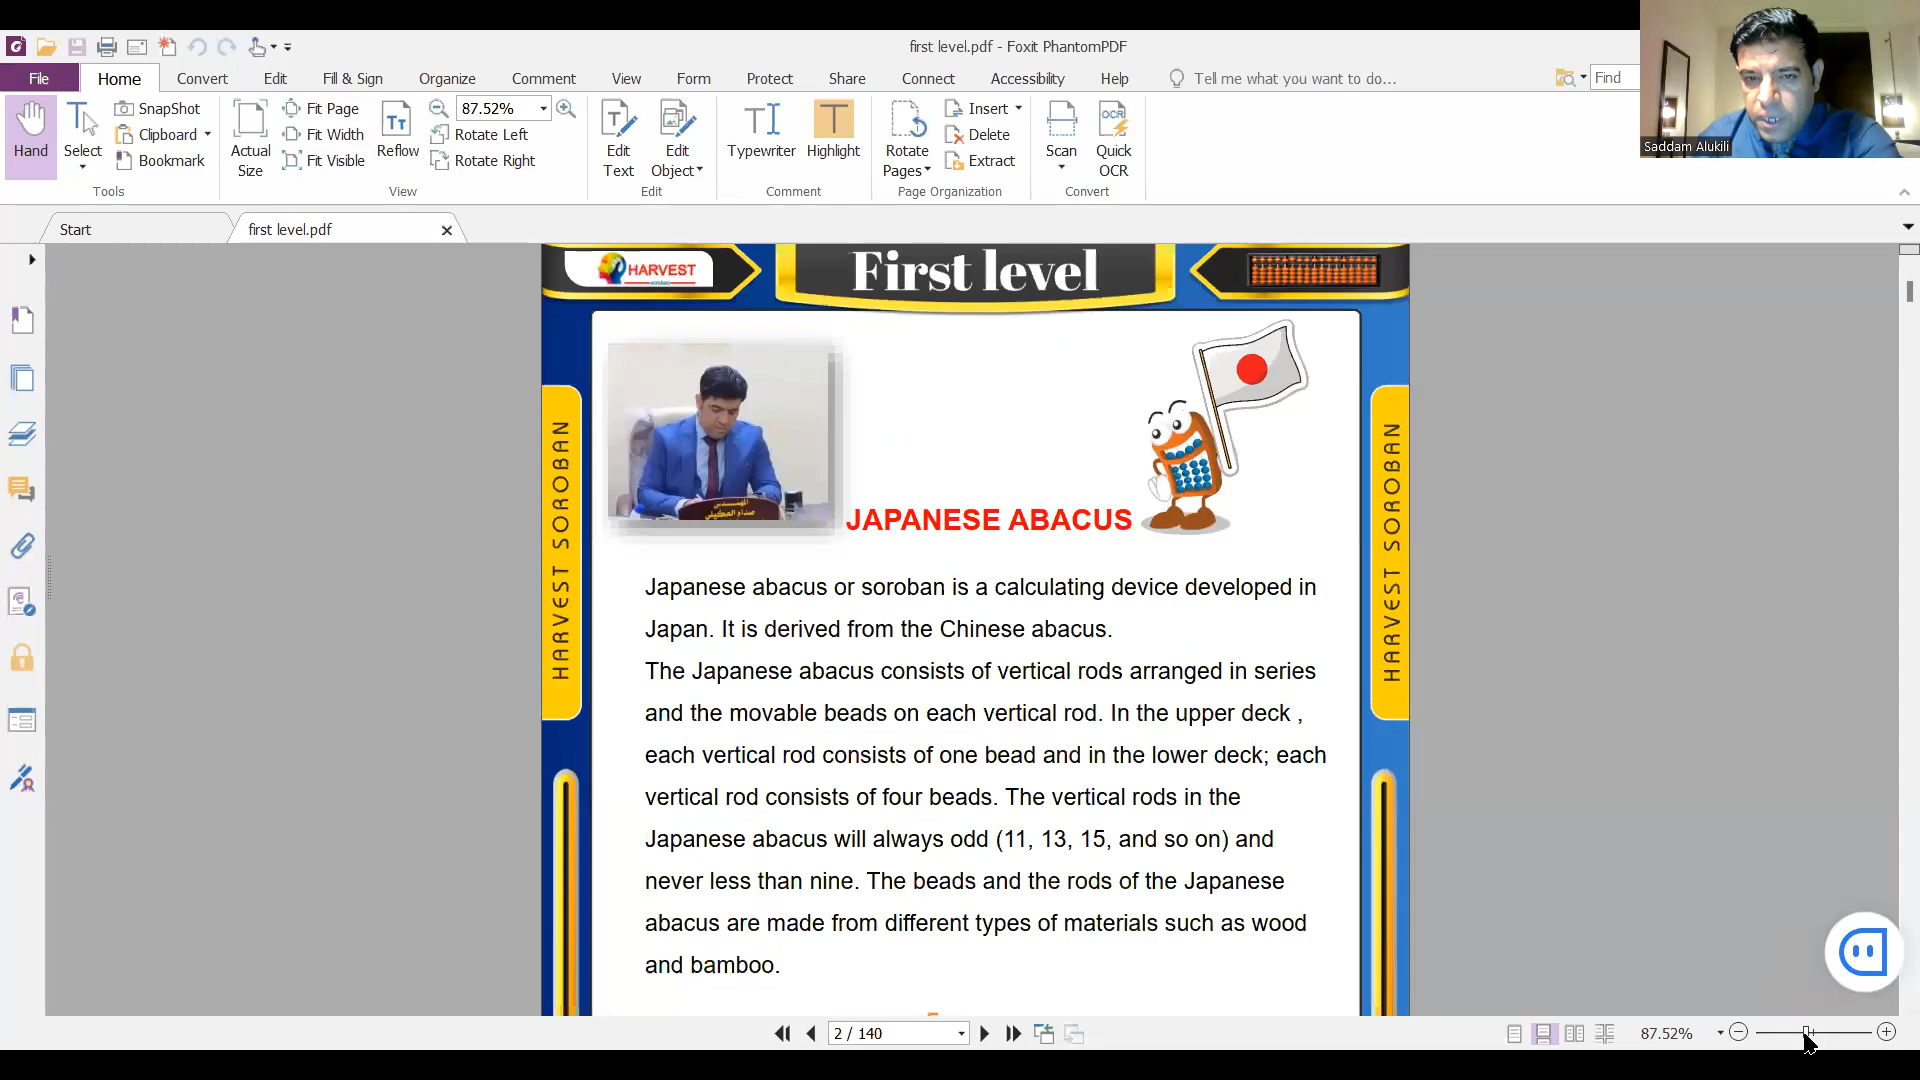 first level.pdf - Foxit PhantomPDF
File Home Convert Edit Fill & Sign Organize Comment View Form Protect Share Connect Accessibility Help Tell me what you want to do... Find
Hand
Select
SnapShot
Clipboard
Bookmark
Tools
Actual Size
Fit Page
Fit Width
Fit Visible
Reflow
87.52%
Rotate Left
Rotate Right
View
Edit Text
Edit Object
Edit
Typewriter
Highlight
Comment
Rotate Pages
Insert
Delete
Extract
Page Organization
Scan
OCR
Quick OCR
Convert
Saddam Alukili
Start
first level.pdf
HARVEST
First level
HARVEST SOROBAN
HARVEST SOROBAN
المهندس
صدام العكيلي
JAPANESE ABACUS
Japanese abacus or soroban is a calculating device developed in
Japan. It is derived from the Chinese abacus.
The Japanese abacus consists of vertical rods arranged in series
and the movable beads on each vertical rod. In the upper deck ,
each vertical rod consists of one bead and in the lower deck; each
vertical rod consists of four beads. The vertical rods in the
Japanese abacus will always odd (11, 13, 15, and so on) and
never less than nine. The beads and the rods of the Japanese
abacus are made from different types of materials such as wood
and bamboo.
2 / 140
87.52%